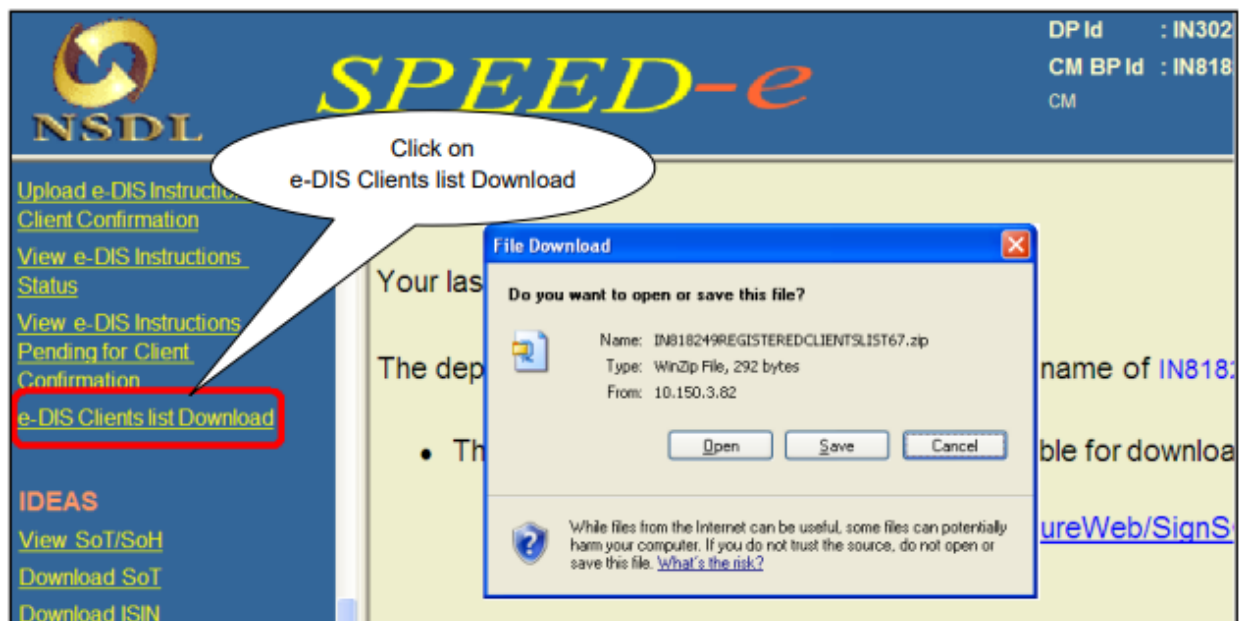 NSDL
SPEED-e
DP Id : IN302
CM BP Id : IN818
CM
Click on
e-DIS Clients list Download
Upload e-DIS Instructio
Client Confirmation
View e-DIS Instructions
Status
View e-DIS Instructions
Pending for Client
Confirmation
e-DIS Clients list Download
IDEAS
View SoT/SoH
Download SoT
Download ISIN
Your las
The dep
name of IN818
• Th
ble for downloa
ureWeb/SignS
File Download
Do you want to open or save this file?
Name: IN818249REGISTEREDCLIENTSLIST67.zip
Type: WinZip File, 292 bytes
From: 10.150.3.82
Open Save Cancel
While files from the Internet can be useful, some files can potentially
harm your computer. If you do not trust the source, do not open or
save this file. What's the risk?